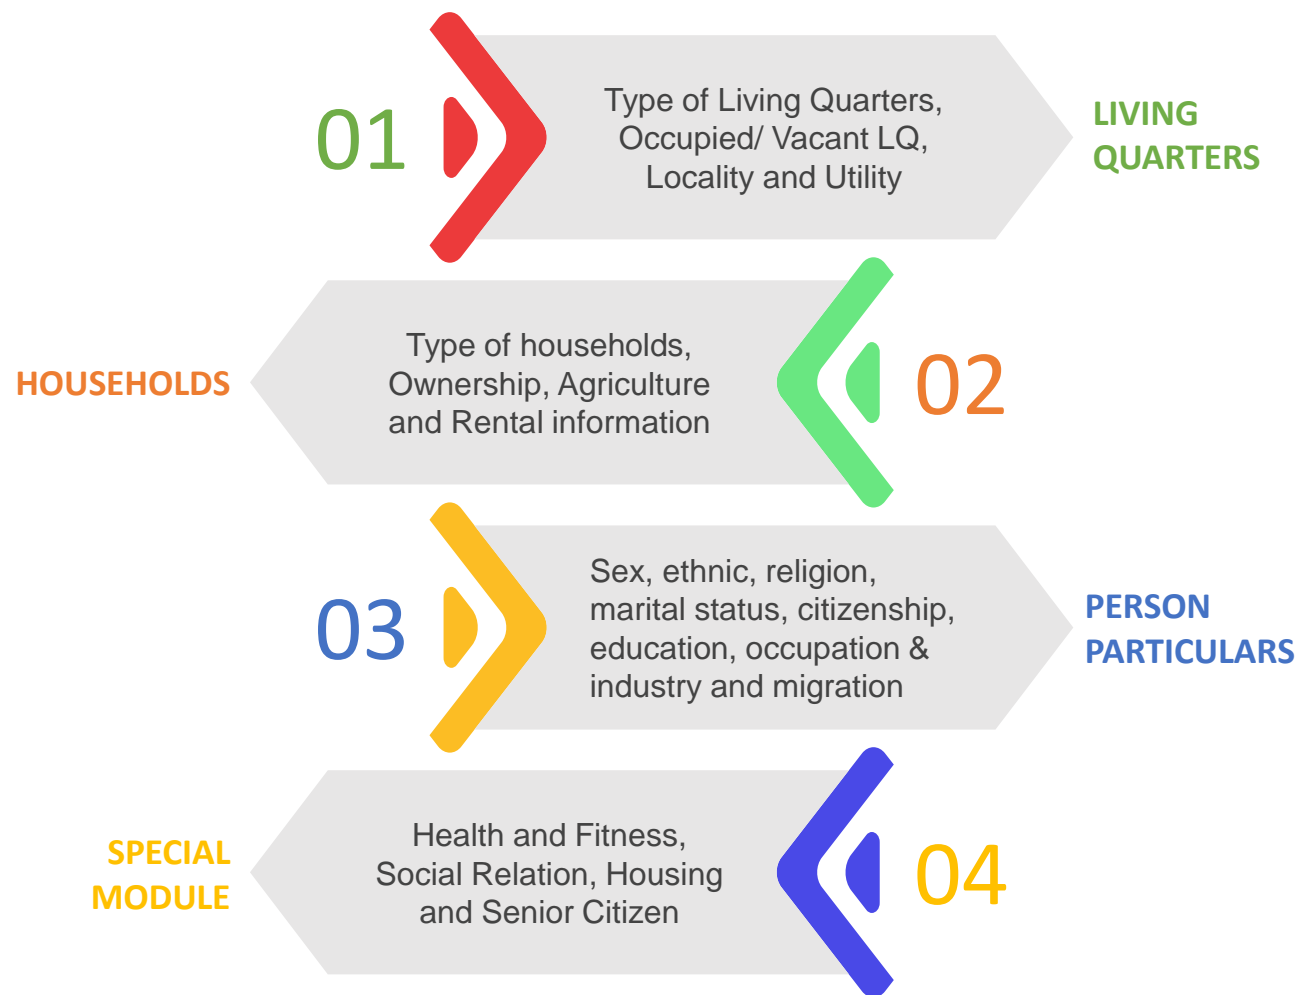 01
Type of Living Quarters,
Occupied/ Vacant LQ,
Locality and Utility
LIVING
QUARTERS
HOUSEHOLDS
Type of households,
Ownership, Agriculture
and Rental information
02
03
Sex, ethnic, religion,
marital status, citizenship,
education, occupation &
industry and migration
PERSON
PARTICULARS
SPECIAL
MODULE
Health and Fitness,
Social Relation, Housing
and Senior Citizen
04